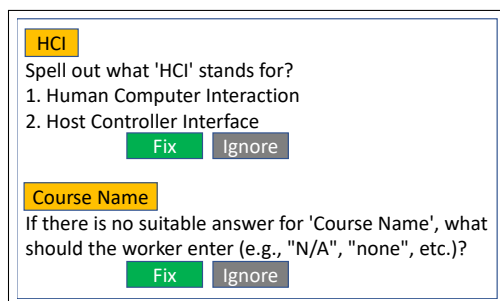 HCI
Spell out what 'HCI' stands for?
1. Human Computer Interaction
2. Host Controller Interface
Fix Ignore
Course Name
If there is no suitable answer for 'Course Name', what
should the worker enter (e.g., "N/A", "none", etc.)?
Fix Ignore